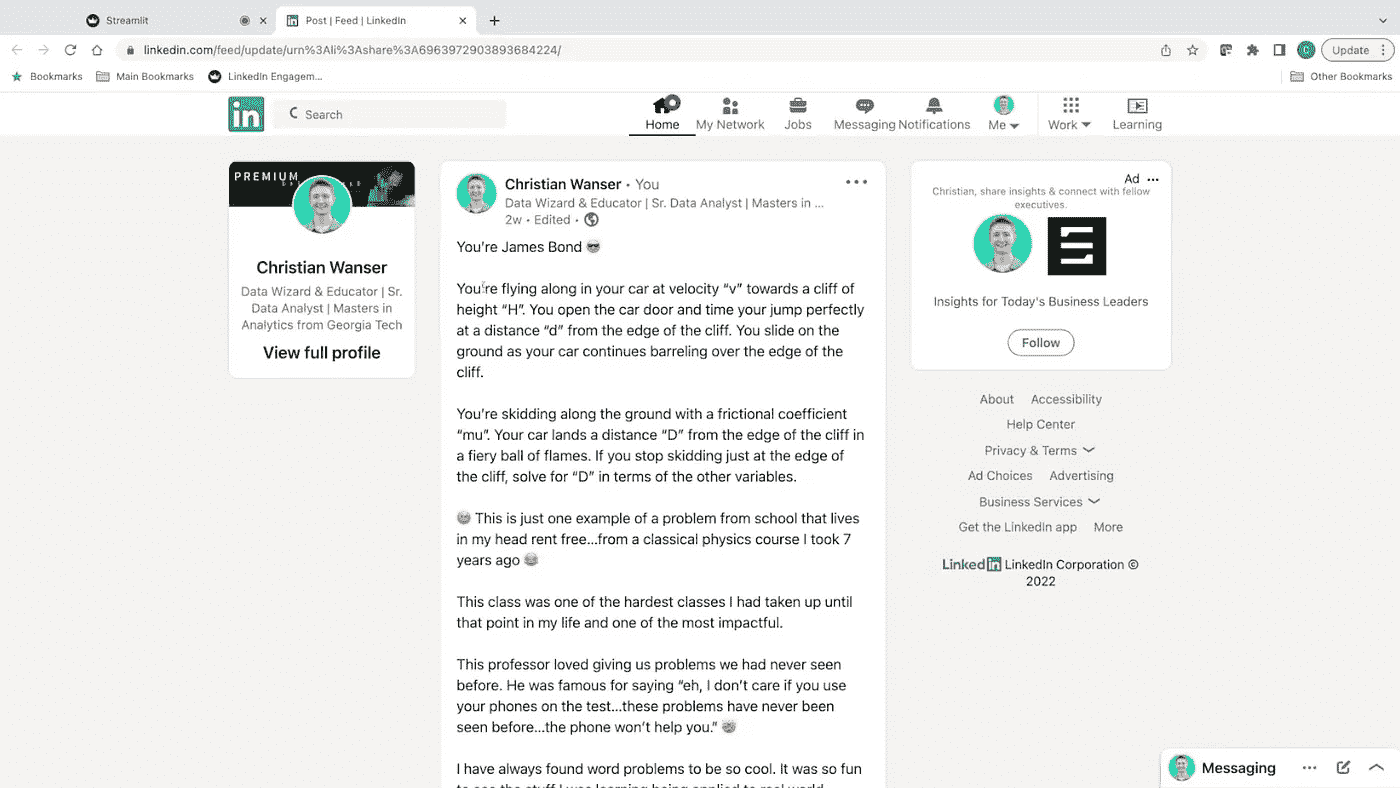 Streamlit
Post | Feed | LinkedIn
linkedin.com/feed/update/urn%3Ali%3Ashare%3A6963972903893684224/
Update
Bookmarks
Main Bookmarks
LinkedIn Engagem...
Other Bookmarks
in
Search
Home
My Network
Jobs
Messaging
Notifications
Me
Work
Learning
PREMIUM
Christian Wanser
Data Wizard & Educator | Sr.
Data Analyst | Masters in
Analytics from Georgia Tech
View full profile
Christian Wanser • You
Data Wizard & Educator | Sr. Data Analyst | Masters in ...
2w • Edited •
You're James Bond 😎
You're flying along in your car at velocity "v" towards a cliff of
height "H". You open the car door and time your jump perfectly
at a distance "d" from the edge of the cliff. You slide on the
ground as your car continues barreling over the edge of the
cliff.
You're skidding along the ground with a frictional coefficient
"mu". Your car lands a distance "D" from the edge of the cliff in
a fiery ball of flames. If you stop skidding just at the edge of
the cliff, solve for "D" in terms of the other variables.
This is just one example of a problem from school that lives
in my head rent free...from a classical physics course I took 7
years ago
This class was one of the hardest classes I had taken up until
that point in my life and one of the most impactful.
This professor loved giving us problems we had never seen
before. He was famous for saying "eh, I don't care if you use
your phones on the test...these problems have never been
seen before...the phone won't help you."
I have always found word problems to be so cool. It was so fun
to see the stuff I was learning being applied to real world
Ad
Christian, share insights & connect with fellow
executives.
Insights for Today's Business Leaders
Follow
About Accessibility
Help Center
Privacy & Terms
Ad Choices Advertising
Business Services
Get the LinkedIn app More
LinkedIn LinkedIn Corporation ©
2022
Messaging